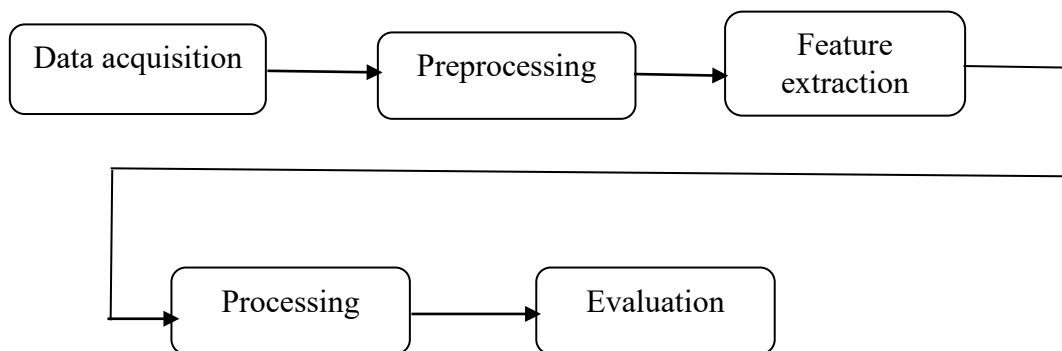 Data acquisition
Preprocessing
Feature
extraction
Processing
Evaluation